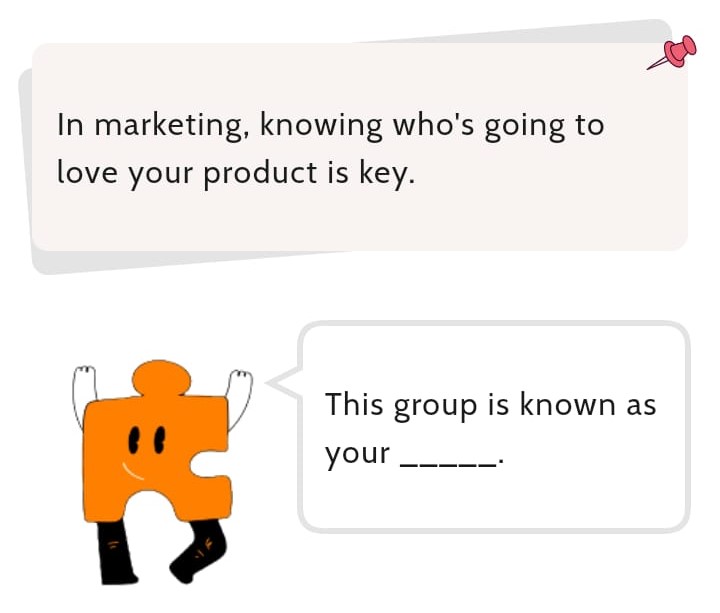 In marketing, knowing who's going to
love your product is key.
This group is known as
your _____.